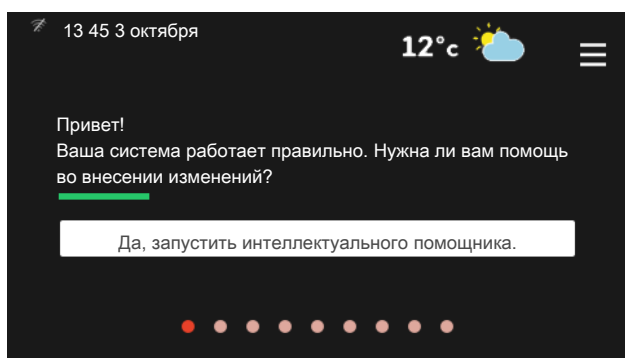 13 45 3 октября
12°c
Привет!
Ваша система работает правильно. Нужна ли вам помощь
во внесении изменений?
Да, запустить интеллектуального помощника.